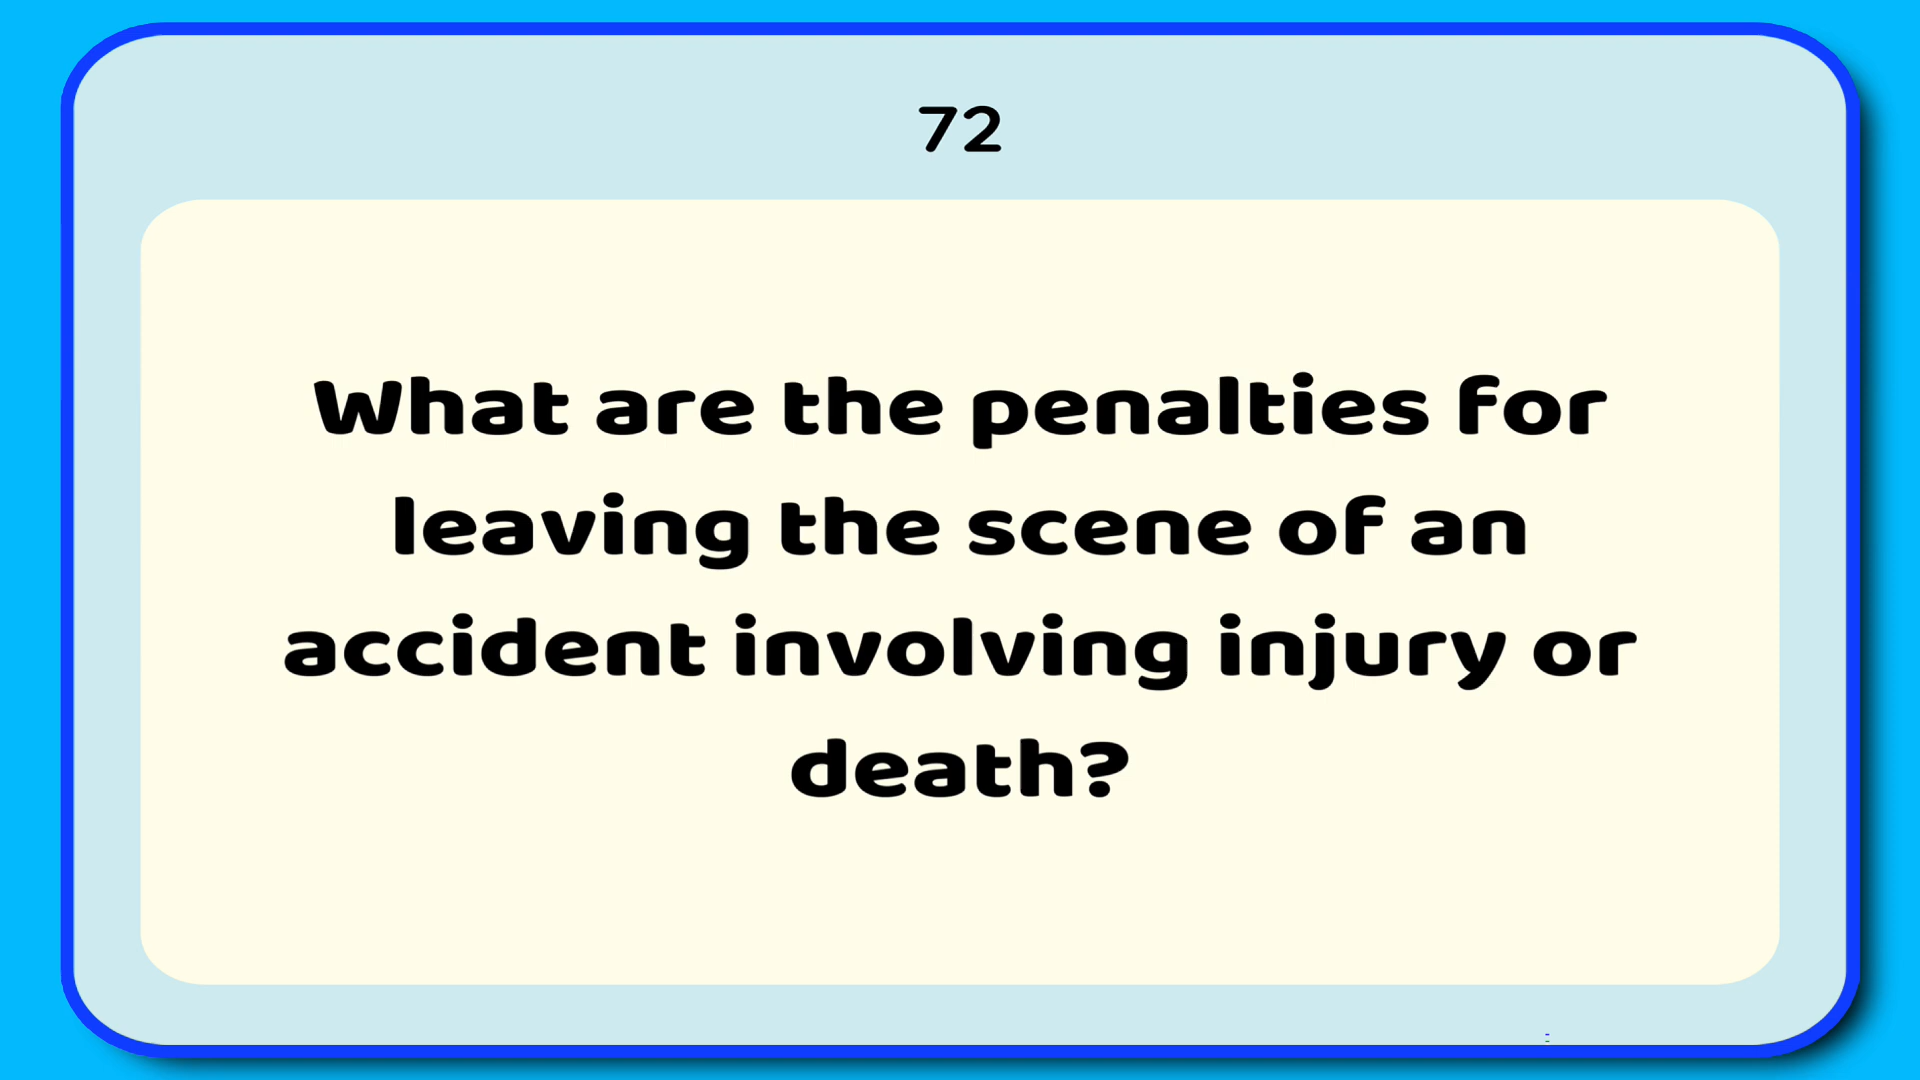 72
What are the penalties for
leaving the scene of an
accident involving injury or
death?